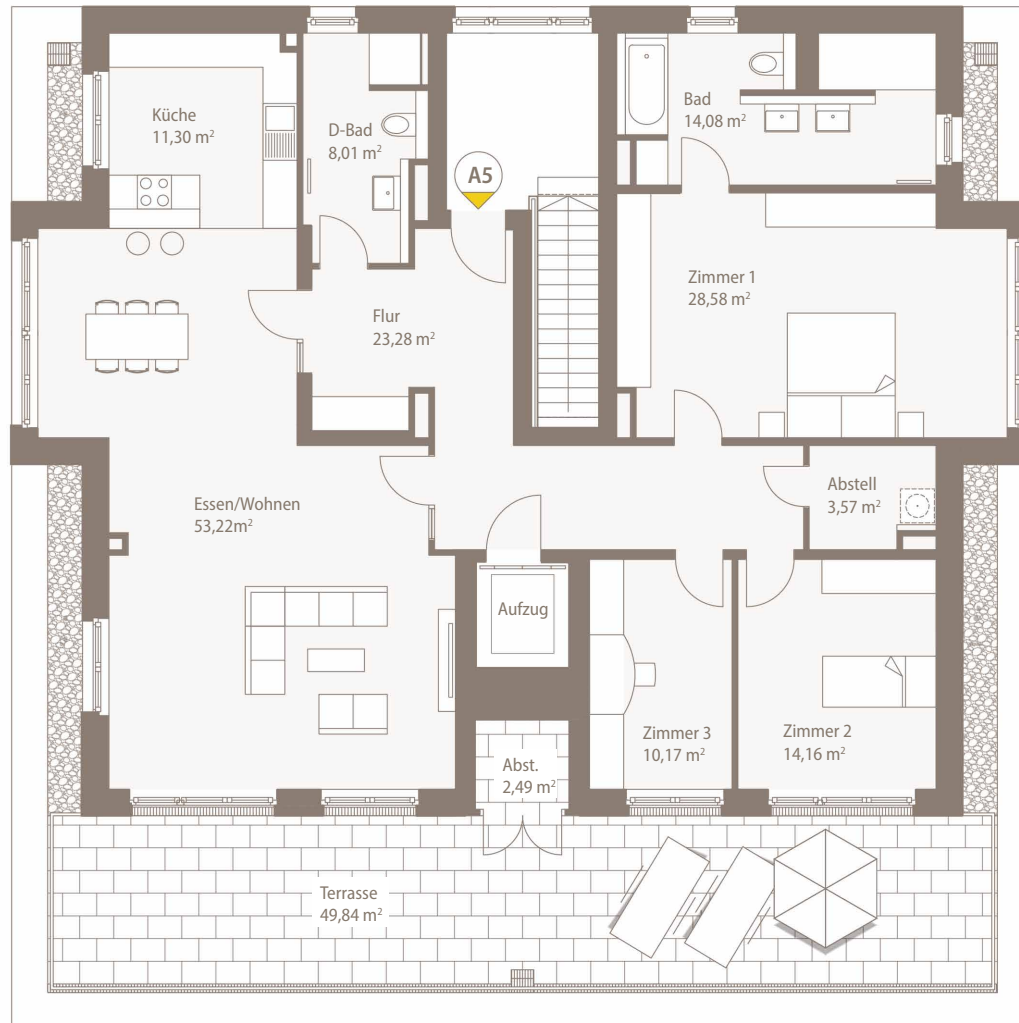 Küche
11,30 m²
D-Bad
8,01 m²
A5
Bad
14,08 m²
Flur
23,28 m²
Zimmer 1
28,58 m²
Essen/Wohnen
53,22m²
Abstell
3,57 m²
Aufzug
Abst.
2,49 m²
Zimmer 3
10,17 m²
Zimmer 2
14,16 m²
Terrasse
49,84 m²